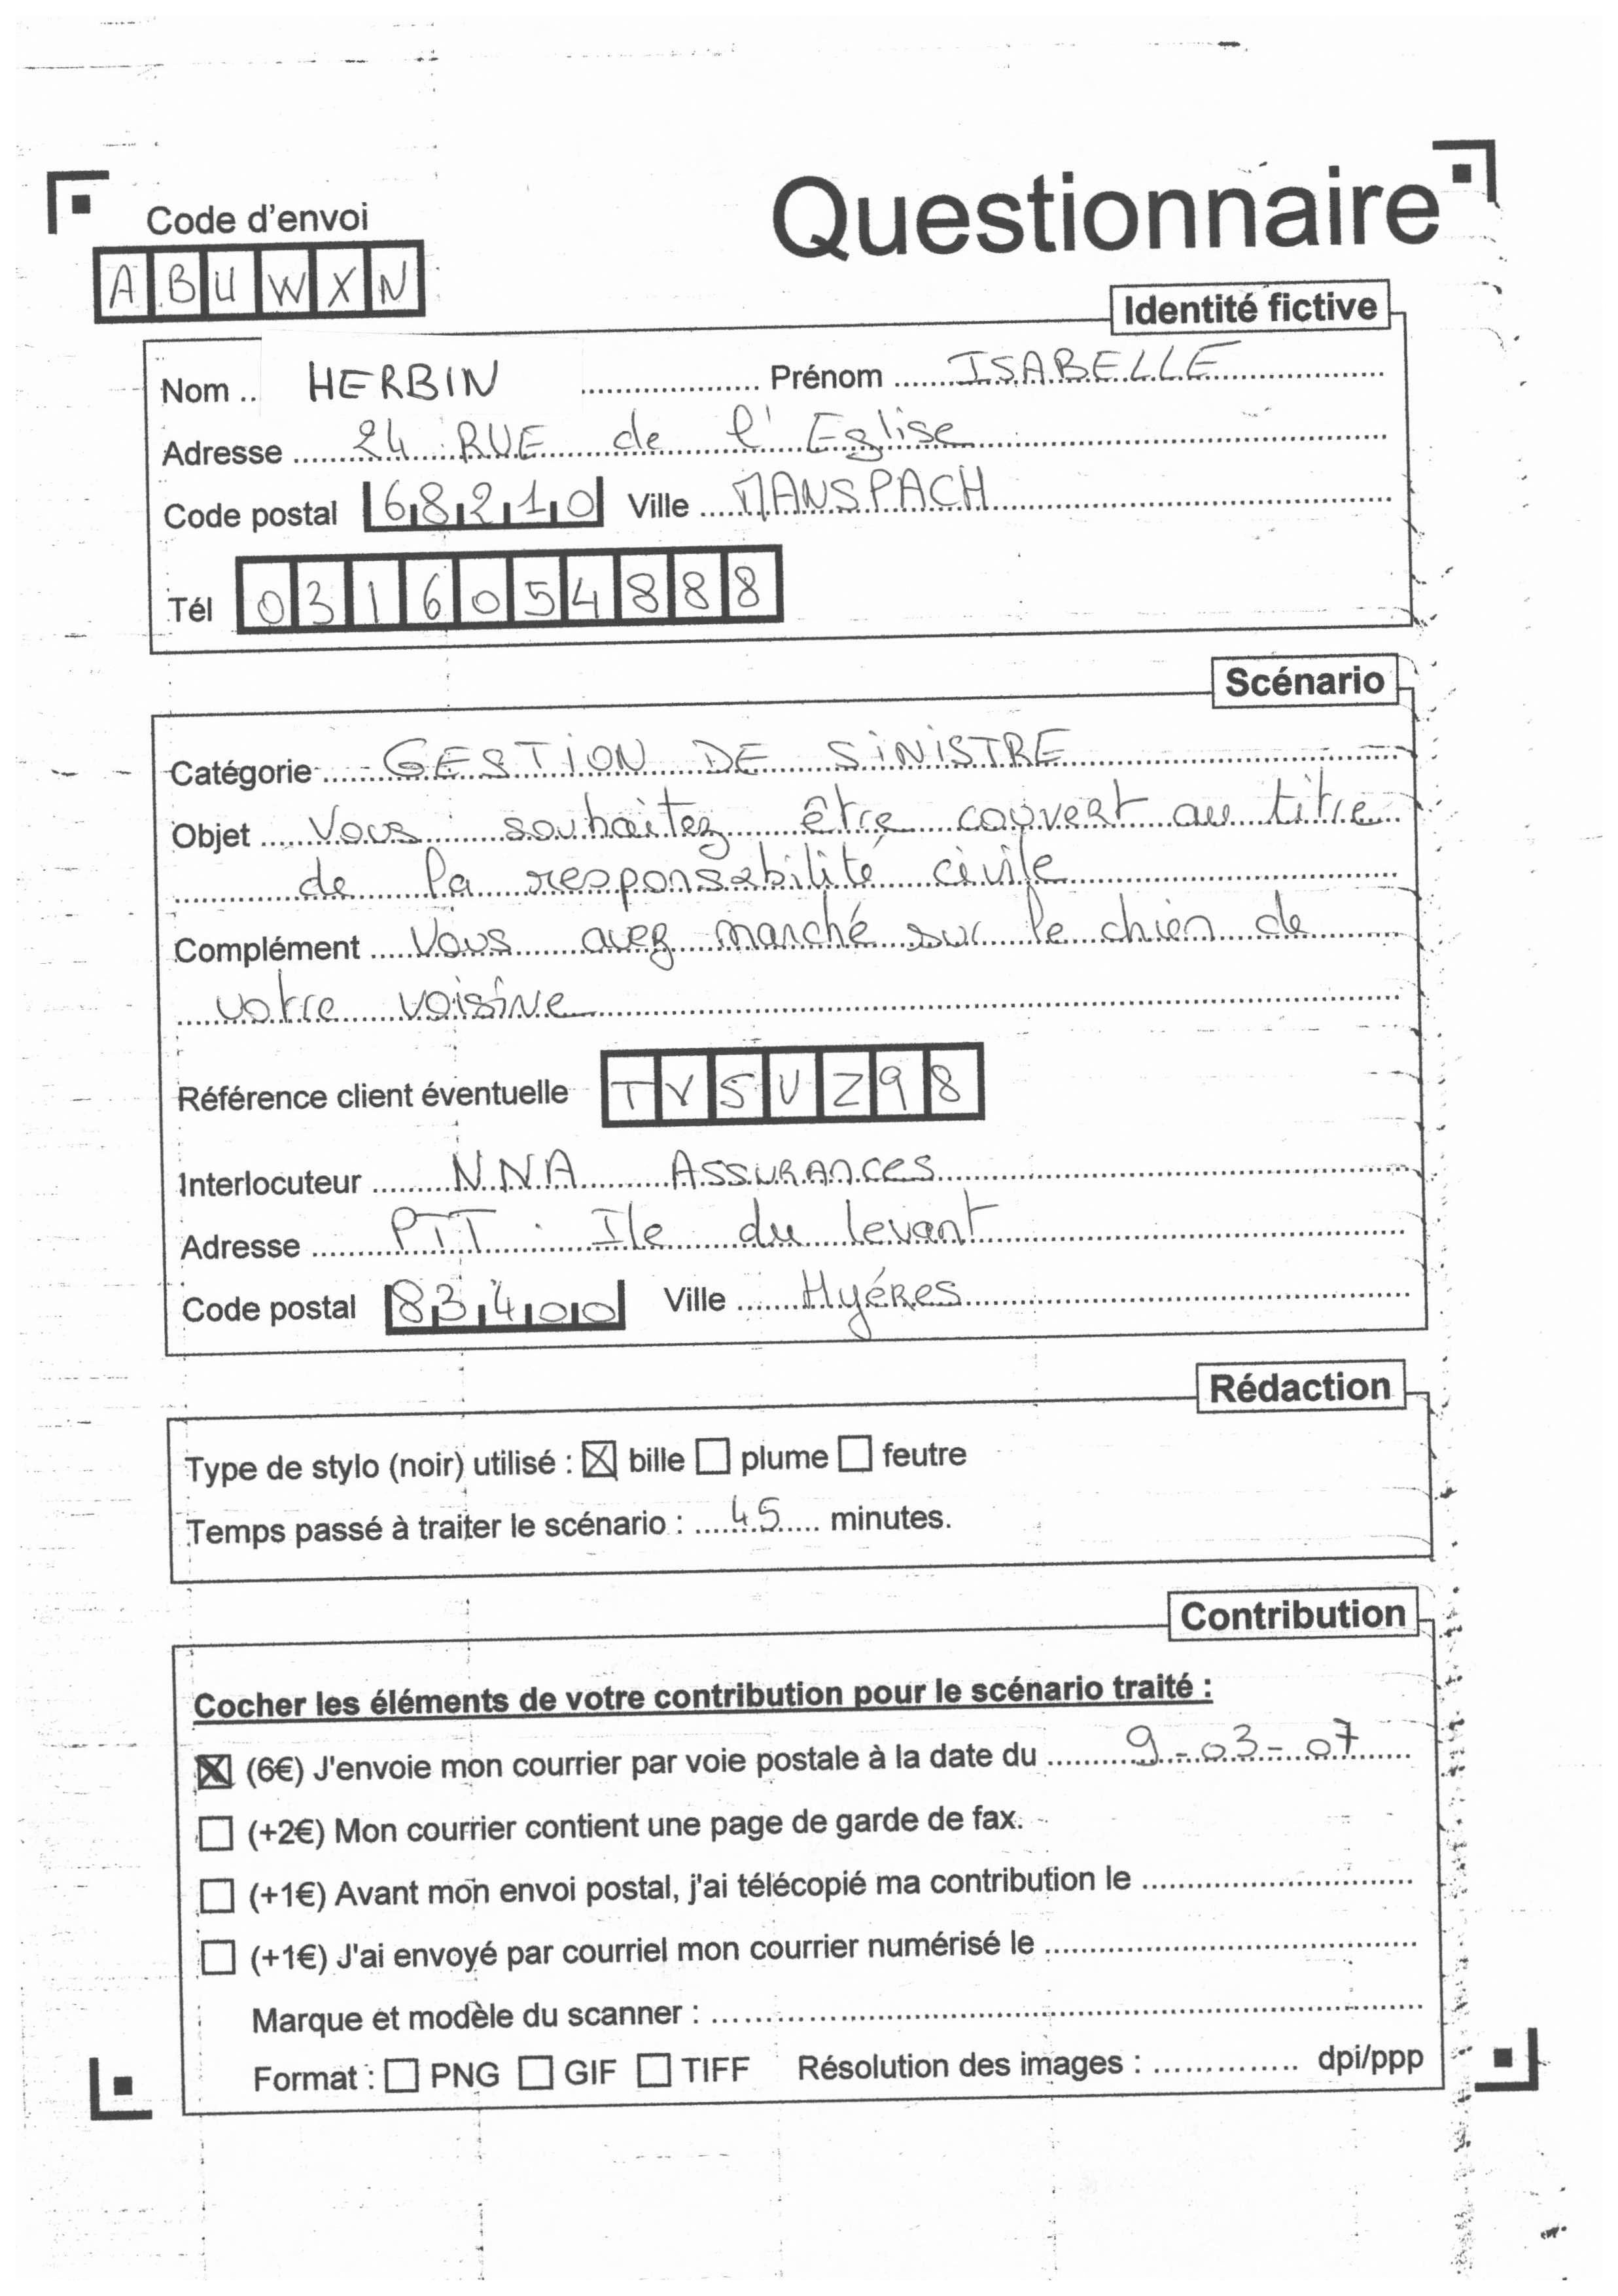 Questionnaire
Code d'envoi
ABUWXN
Identité fictive
Nom .. HERBIN Prénom ISABELLE
Adresse 24 RUE de l'Eglise
Code postal 68210 Ville MANSPACH
Tél 0316054888
Scénario
Catégorie GESTION DE SINISTRE
Objet Vous souhaitez être couvert au titre
de la responsabilité civile
Complément Vous avez marché sur le chien de
votre voisine
Référence client éventuelle TVSUZ98
Interlocuteur NNA ASSURANCES
Adresse PTT Ile du levant
Code postal 83400 Ville Hyéres
Rédaction
Type de stylo (noir) utilisé : ☒ bille ☐ plume ☐ feutre
Temps passé à traiter le scénario : 45 minutes.
Contribution
Cocher les éléments de votre contribution pour le scénario traité :
☒ (6€) J'envoie mon courrier par voie postale à la date du 9-03-07
☐ (+2€) Mon courrier contient une page de garde de fax.
☐ (+1€) Avant mon envoi postal, j'ai télécopié ma contribution le
☐ (+1€) J'ai envoyé par courriel mon courrier numérisé le
Marque et modèle du scanner :
Format : ☐ PNG ☐ GIF ☐ TIFF Résolution des images : dpi/ppp